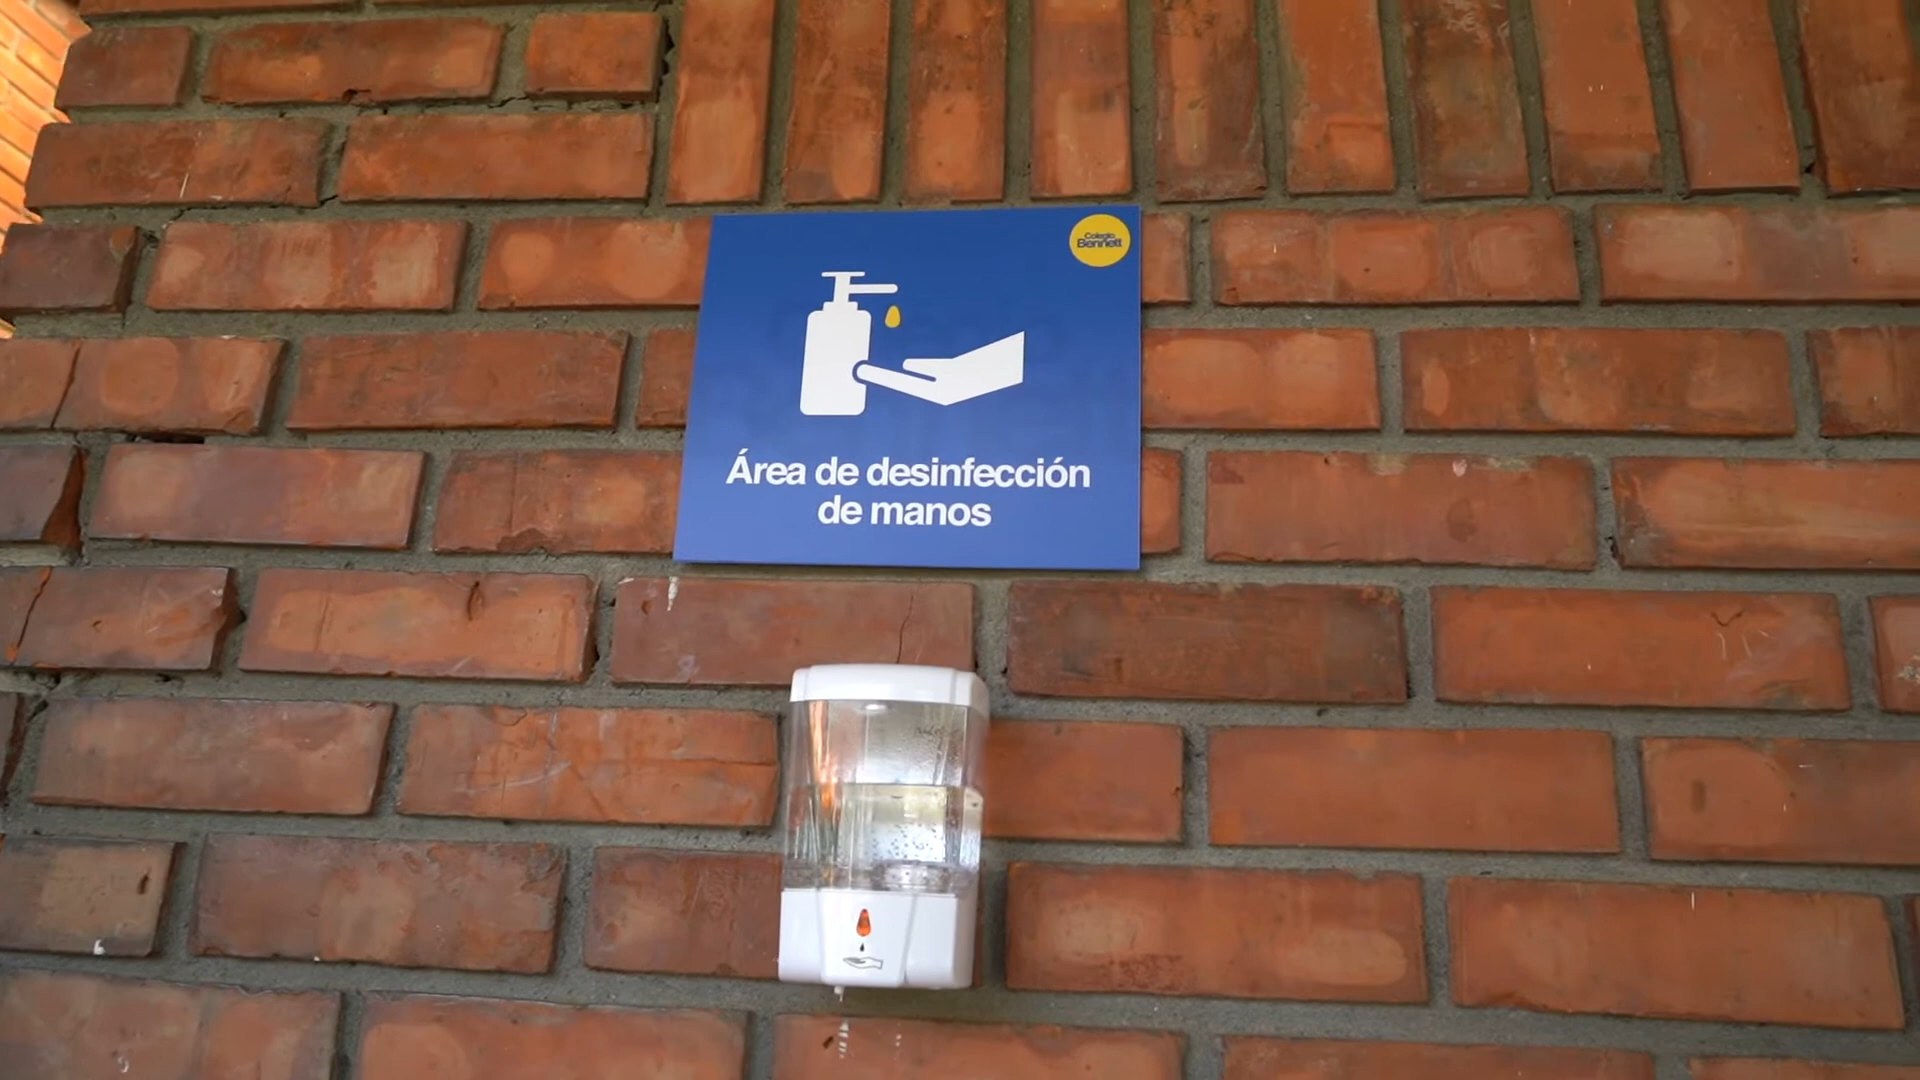 Colegio
Bennett
Área de desinfección
de manos